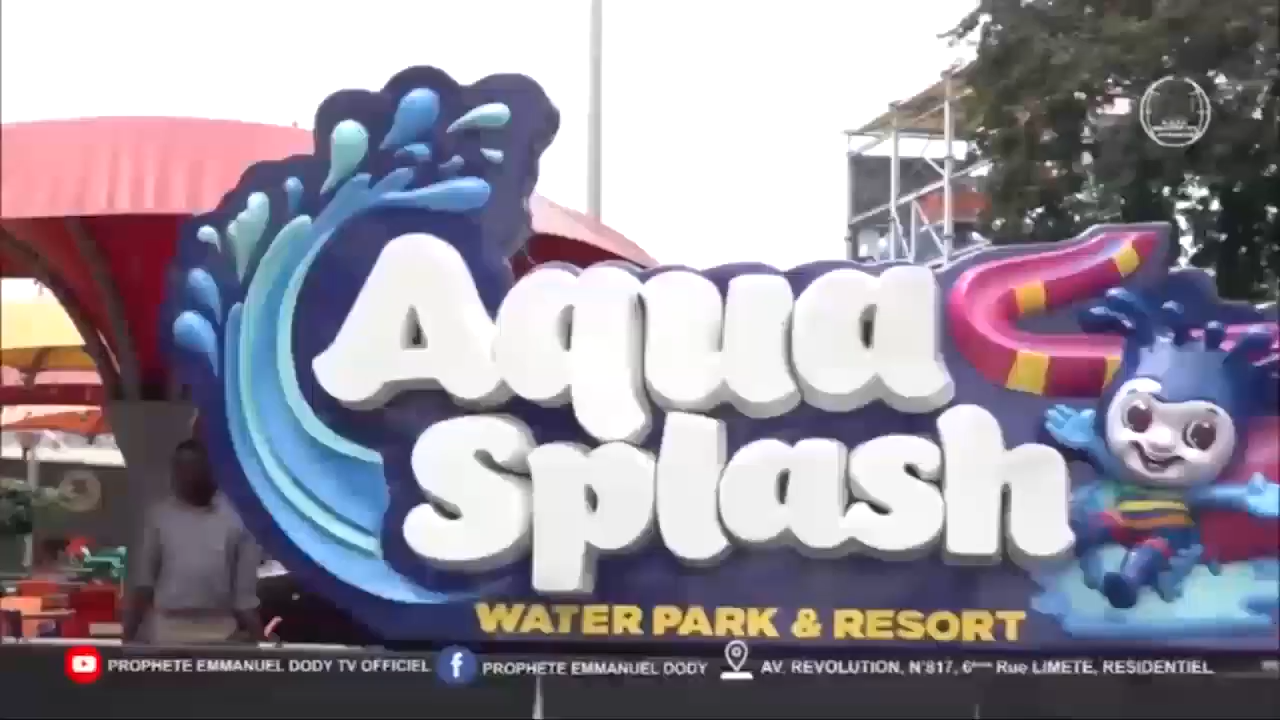 Aqua
Splash
WATER PARK & RESORT
PROPHETE EMMANUEL DODY TV OFFICIEL PROPHETE EMMANUEL DODY AV. REVOLUTION, N°817, 6ème Rue LIMETE, RESIDENTIEL